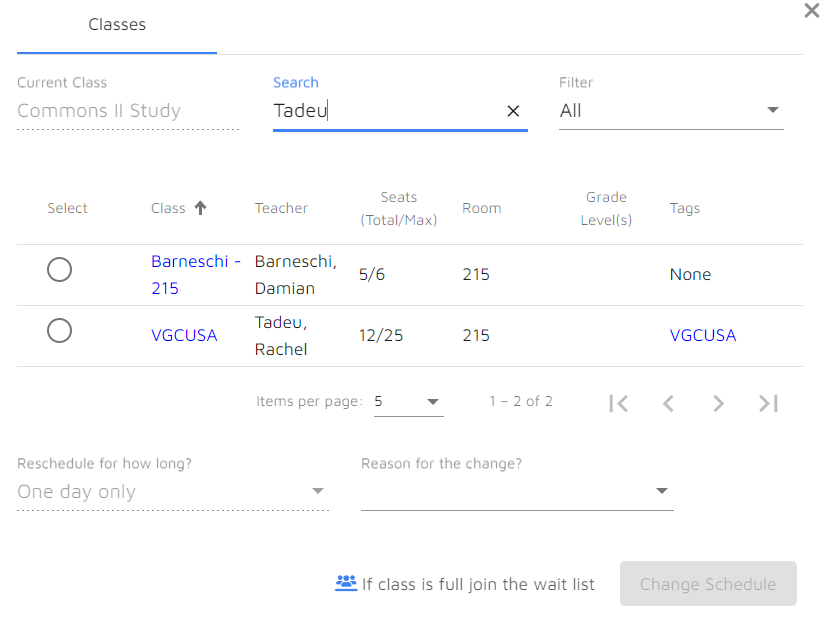 Classes
Current Class
Commons II Study
Search
Tadeu
Filter
All
Select
Class
Teacher
Seats
(Total/Max)
Room
Grade
Level(s)
Tags
Barneschi -
215
Barneschi,
Damian
5/6
215
None
VGCUSA
Tadeu,
Rachel
12/25
215
VGCUSA
Items per page:
5
1 – 2 of 2
Reschedule for how long?
One day only
Reason for the change?
If class is full join the wait list
Change Schedule